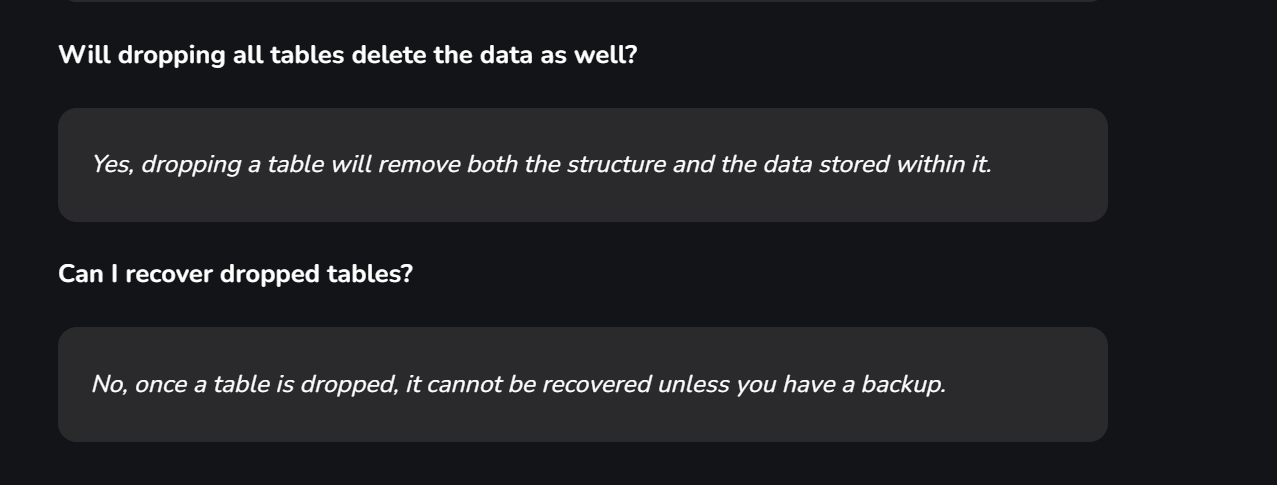 Will dropping all tables delete the data as well?
Yes, dropping a table will remove both the structure and the data stored within it.
Can I recover dropped tables?
No, once a table is dropped, it cannot be recovered unless you have a backup.